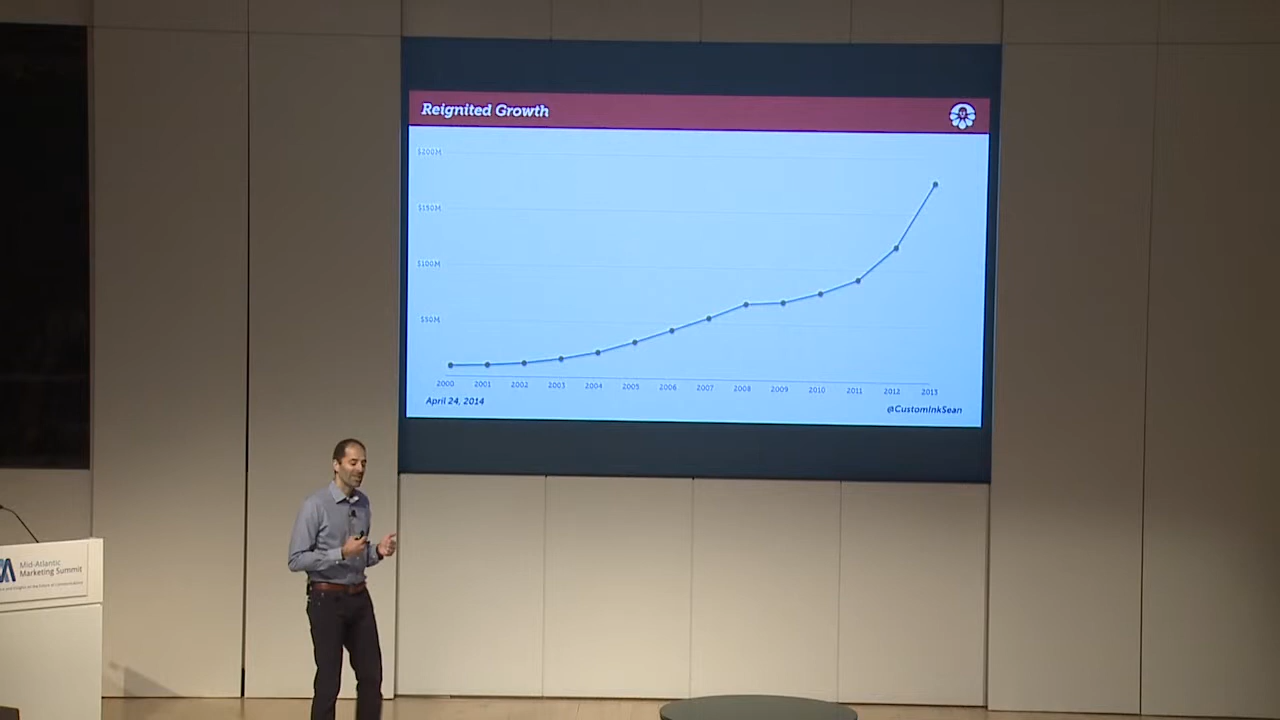 Reignited Growth
$200M
$150M
$100M
$50M
2000 2001 2002 2003 2004 2005 2006 2007 2008 2009 2010 2011 2012 2013
April 24, 2014
@CustomInkSean
Mid-Atlantic
Marketing Summit